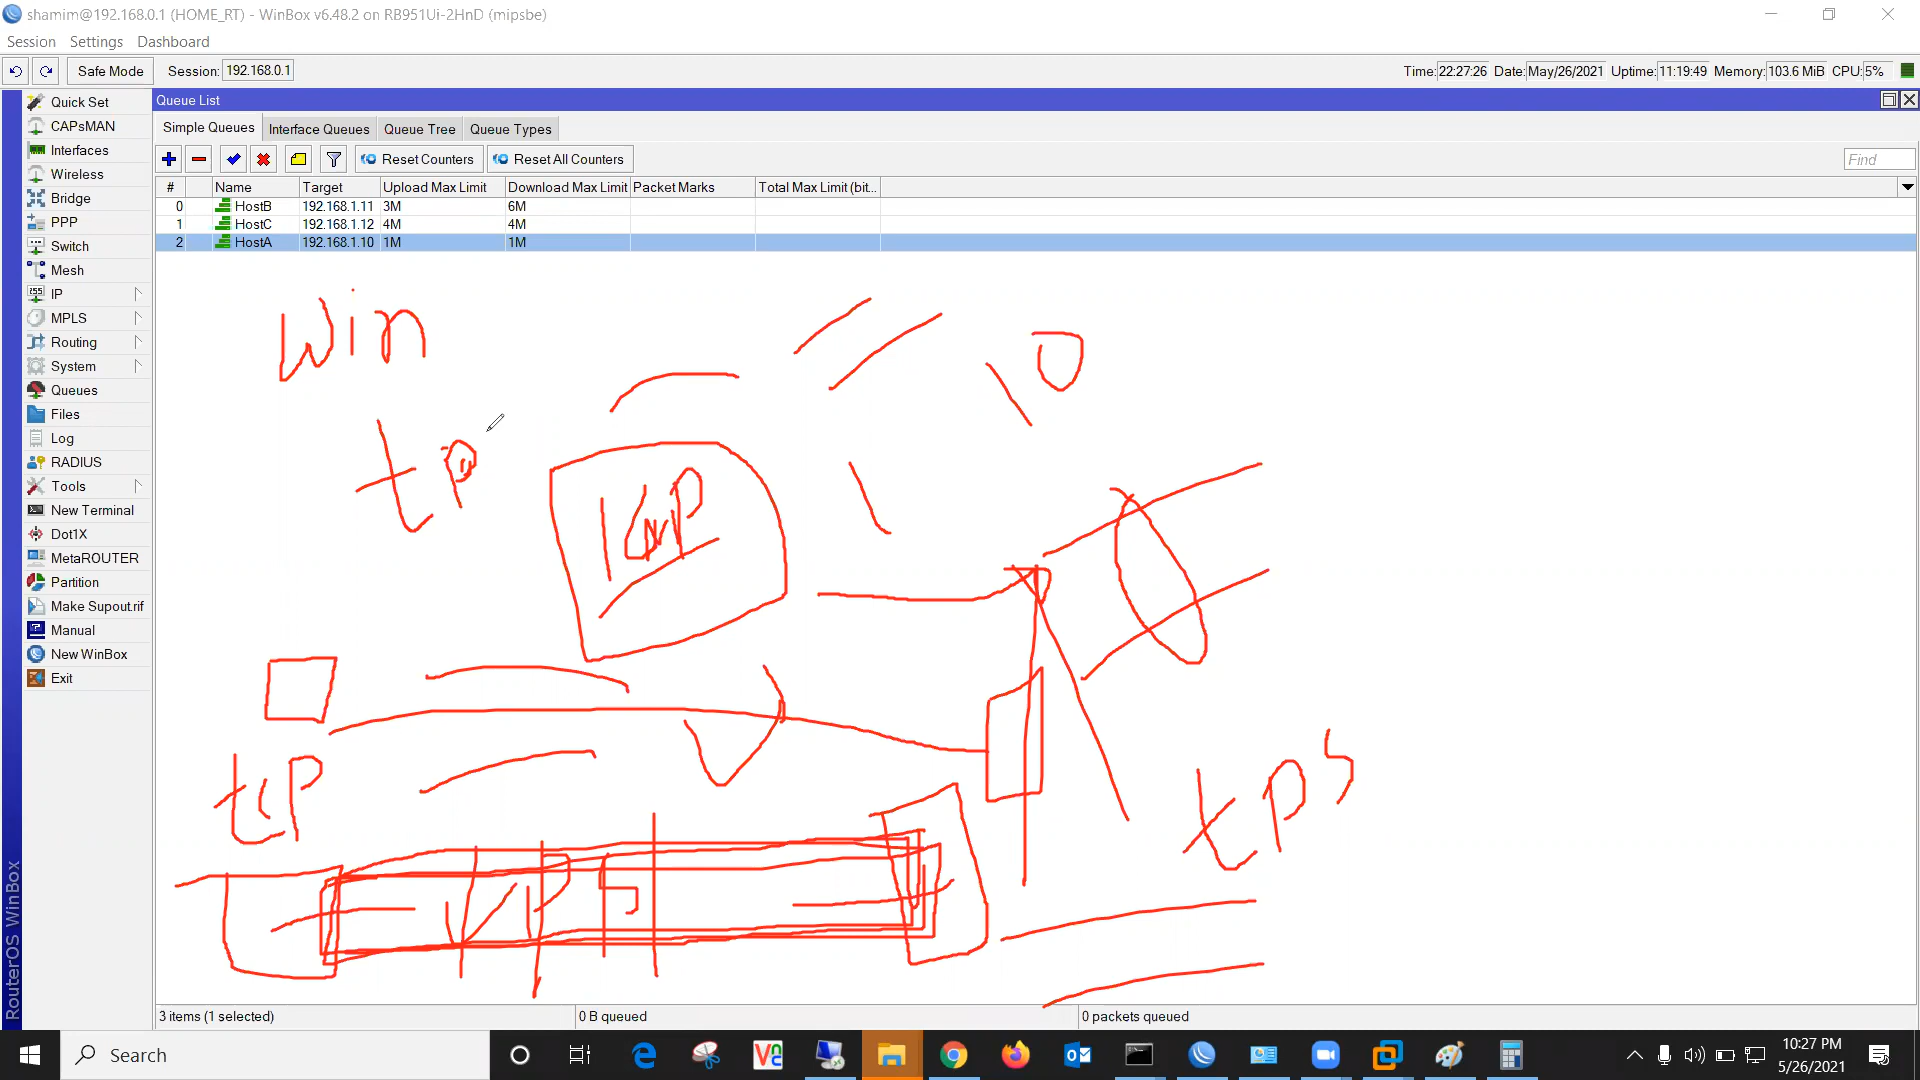 shamim@192.168.0.1 (HOME_RT) - WinBox v6.48.2 on RB951Ui-2HnD (mipsbe)
Session Settings Dashboard
Safe Mode Session: 192.168.0.1 Time: 22:27:26 Date: May/26/2021 Uptime: 11:19:49 Memory: 103.6 MiB CPU: 5%
Quick Set
CAPsMAN
Interfaces
Wireless
Bridge
PPP
Switch
Mesh
IP
MPLS
Routing
System
Queues
Files
Log
RADIUS
Tools
New Terminal
Dot1X
MetaROUTER
Partition
Make Supout.rif
Manual
New WinBox
Exit
RouterOS WinBox
Queue List
Simple Queues Interface Queues Queue Tree Queue Types
Reset Counters Reset All Counters Find
# Name Target Upload Max Limit Download Max Limit Packet Marks Total Max Limit (bit...
0 HostB 192.168.1.11 3M 6M
1 HostC 192.168.1.12 4M 4M
2 HostA 192.168.1.10 1M 1M
win
10
tp
tcp
tps
3 items (1 selected) 0 B queued 0 packets queued
Search
10:27 PM
5/26/2021